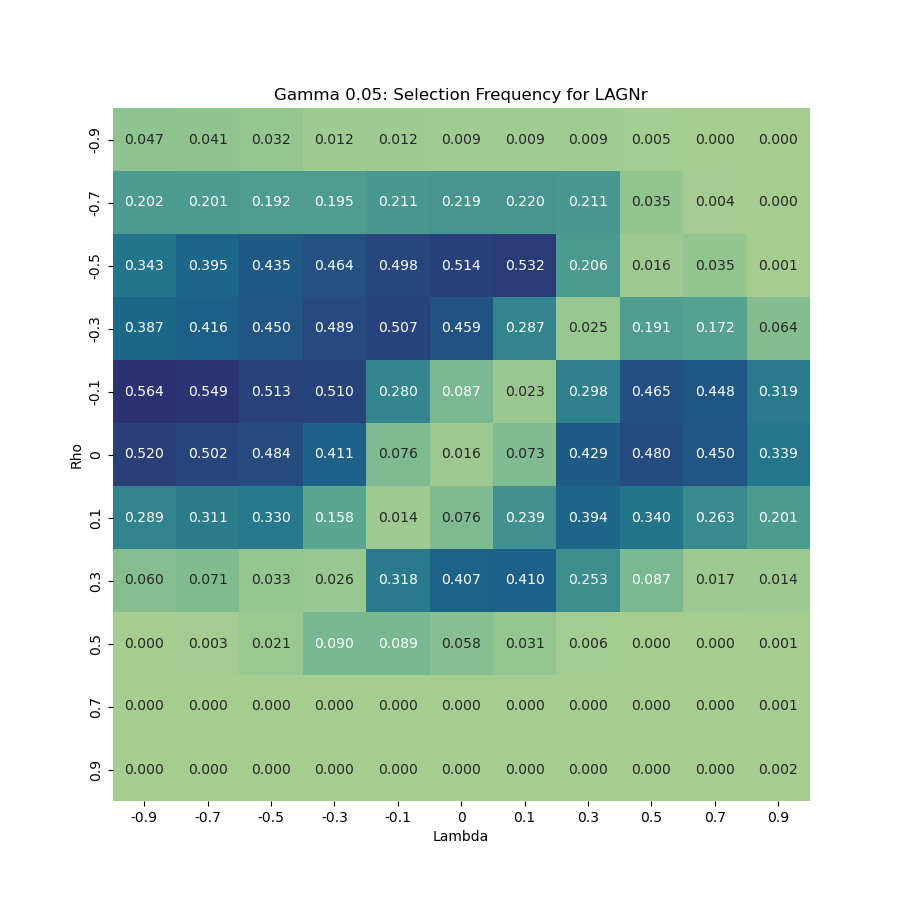 Gamma 0.05: Selection Frequency for LAGNr
-0.9 0.047 0.041 0.032 0.012 0.012 0.009 0.009 0.009 0.005 0.000 0.000
-0.7 0.202 0.201 0.192 0.195 0.211 0.219 0.220 0.211 0.035 0.004 0.000
-0.5 0.343 0.395 0.435 0.464 0.498 0.514 0.532 0.206 0.016 0.035 0.001
-0.3 0.387 0.416 0.450 0.489 0.507 0.459 0.287 0.025 0.191 0.172 0.064
-0.1 0.564 0.549 0.513 0.510 0.280 0.087 0.023 0.298 0.465 0.448 0.319
Rho
0 0.520 0.502 0.484 0.411 0.076 0.016 0.073 0.429 0.480 0.450 0.339
0.1 0.289 0.311 0.330 0.158 0.014 0.076 0.239 0.394 0.340 0.263 0.201
0.3 0.060 0.071 0.033 0.026 0.318 0.407 0.410 0.253 0.087 0.017 0.014
0.5 0.000 0.003 0.021 0.090 0.089 0.058 0.031 0.006 0.000 0.000 0.001
0.7 0.000 0.000 0.000 0.000 0.000 0.000 0.000 0.000 0.000 0.000 0.001
0.9 0.000 0.000 0.000 0.000 0.000 0.000 0.000 0.000 0.000 0.000 0.002
-0.9 -0.7 -0.5 -0.3 -0.1 0 0.1 0.3 0.5 0.7 0.9
Lambda